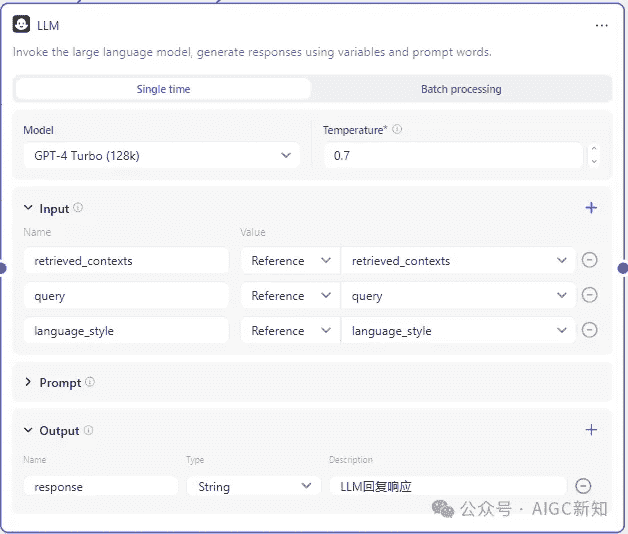 LLM
Invoke the large language model, generate responses using variables and prompt words.
Single time Batch processing
Model Temperature*
GPT-4 Turbo (128k) 0.7
Input
Name Value
retrieved_contexts Reference retrieved_contexts
query Reference query
language_style Reference language_style
Prompt
Output
Name Type Description
response String LLM回复响应
公众号 · AIGC新知